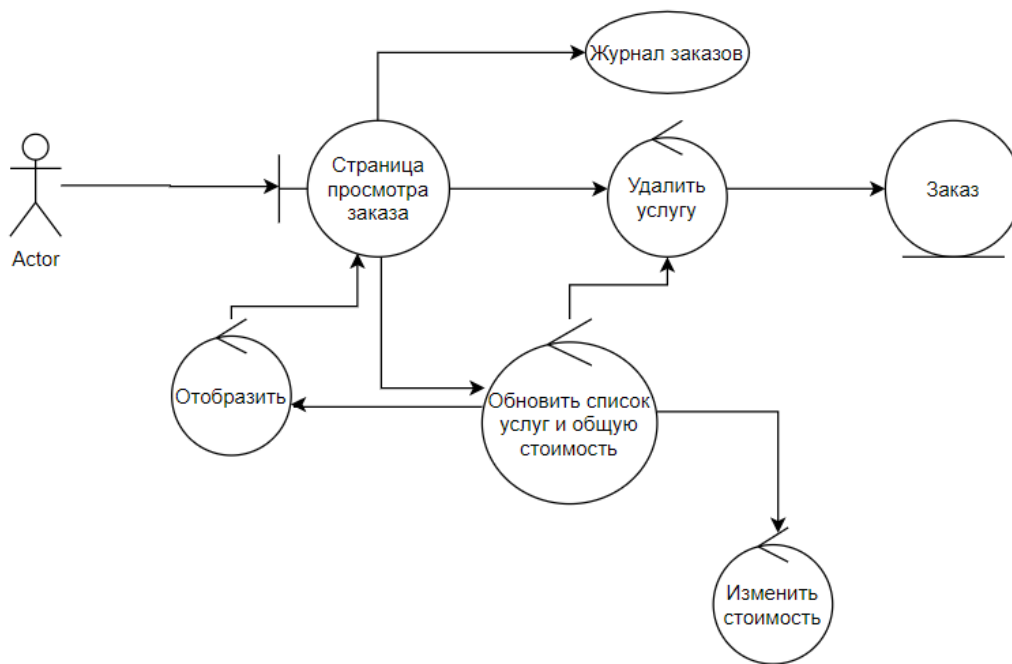 Журнал заказов
Страница
просмотра
заказа
Удалить
услугу
Заказ
Actor
Отобразить
Обновить список
услуг и общую
стоимость
Изменить
стоимость